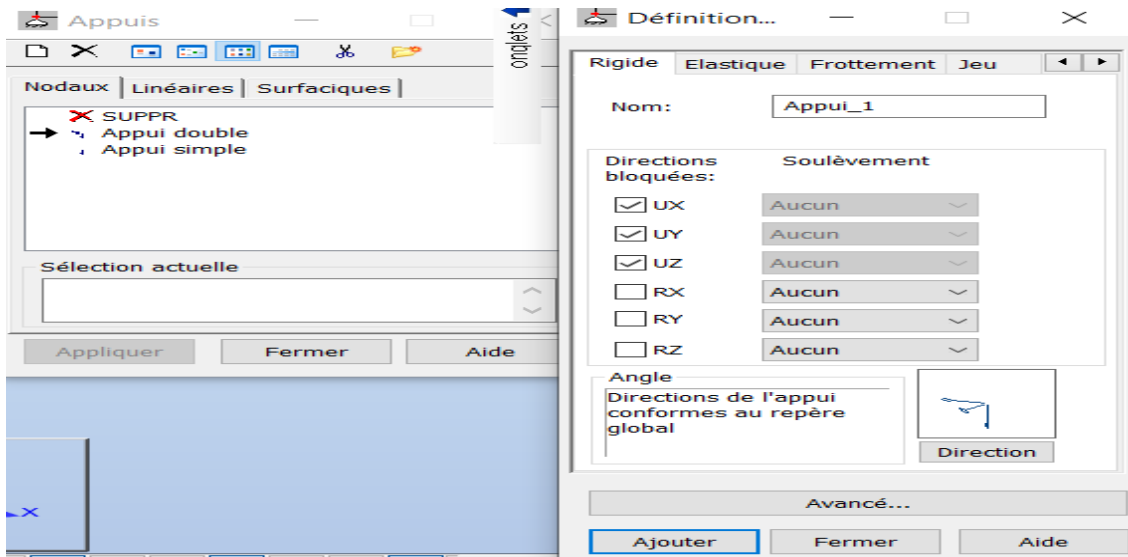 Appuis
onglets
Nodaux Linéaires Surfaciques
SUPPR
Appui double
Appui simple
Sélection actuelle
Appliquer Fermer Aide
X
Définition...
Rigide Elastique Frottement Jeu
Nom: Appui_1
Directions bloquées: Soulèvement
UX Aucun
UY Aucun
UZ Aucun
RX Aucun
RY Aucun
RZ Aucun
Angle
Directions de l'appui
conformes au repère
global
Direction
Avancé...
Ajouter Fermer Aide